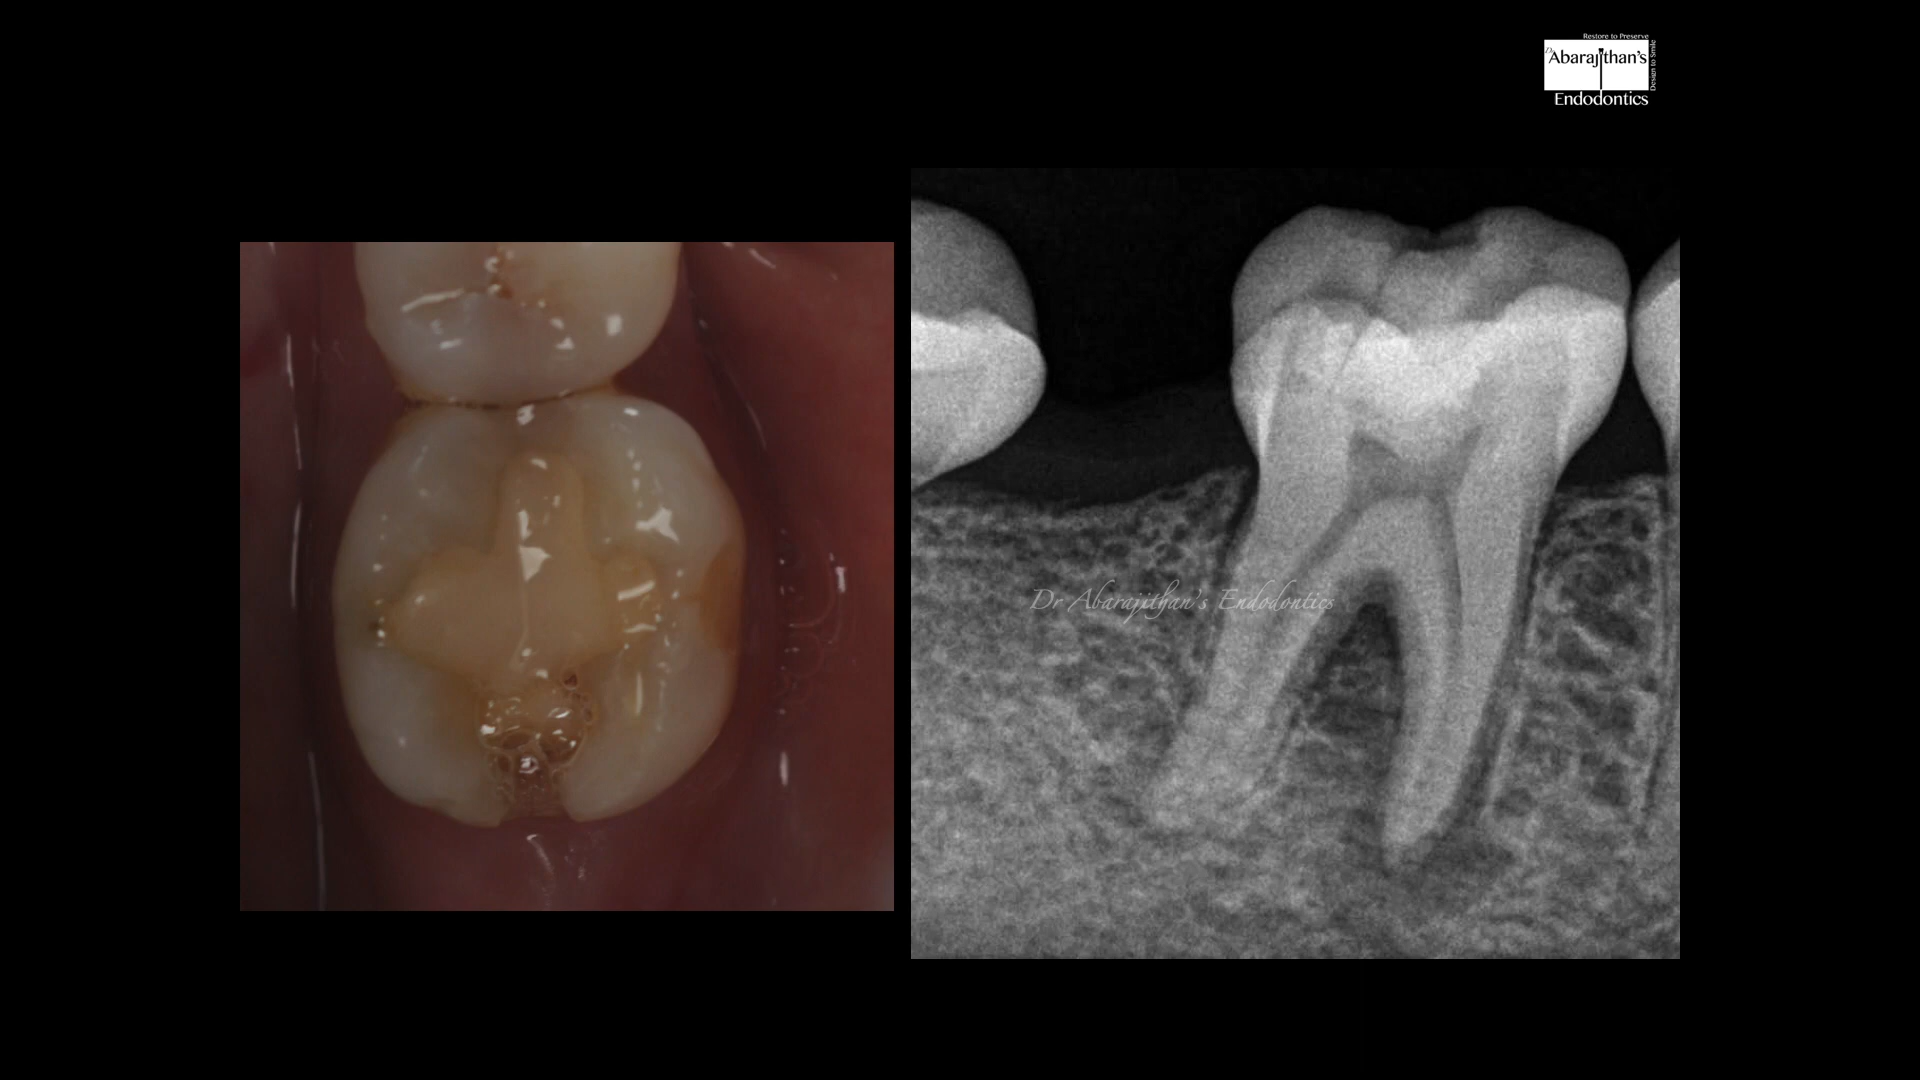 Restore to Preserve
Dr
Abarajithan's
Endodontics
Design to Smile
Dr Abarajithan's Endodontics